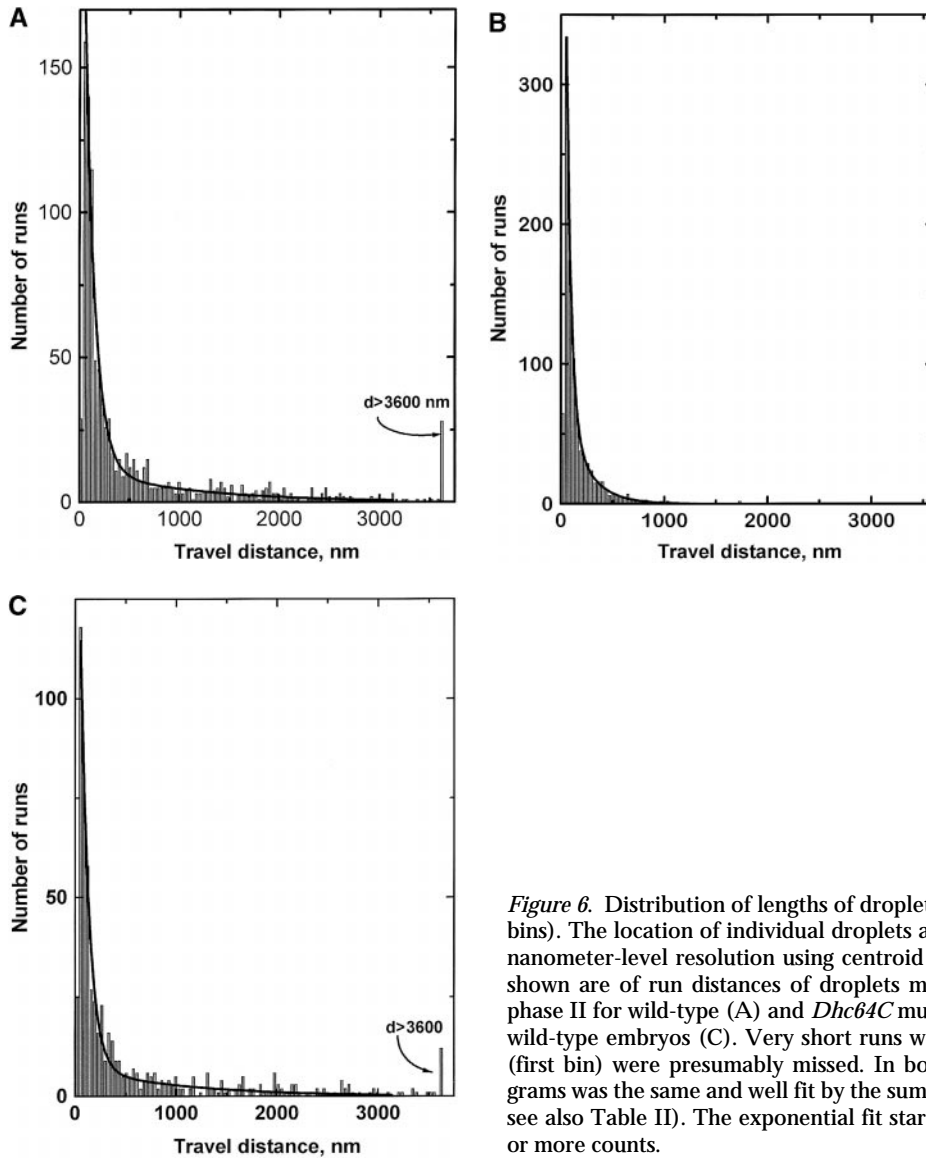 A
150
100
50
0
Number of runs
d>3600 nm
0 1000 2000 3000
Travel distance, nm
B
300
200
100
0
Number of runs
0 1000 2000 3000
Travel distance, nm
C
100
50
0
Number of runs
d>3600
0 1000 2000 3000
Travel distance, nm
Figure 6. Distribution of lengths of droplet
bins). The location of individual droplets a
nanometer-level resolution using centroid
shown are of run distances of droplets m
phase II for wild-type (A) and Dhc64C mu
wild-type embryos (C). Very short runs w
(first bin) were presumably missed. In bo
grams was the same and well fit by the sum
see also Table II). The exponential fit star
or more counts.